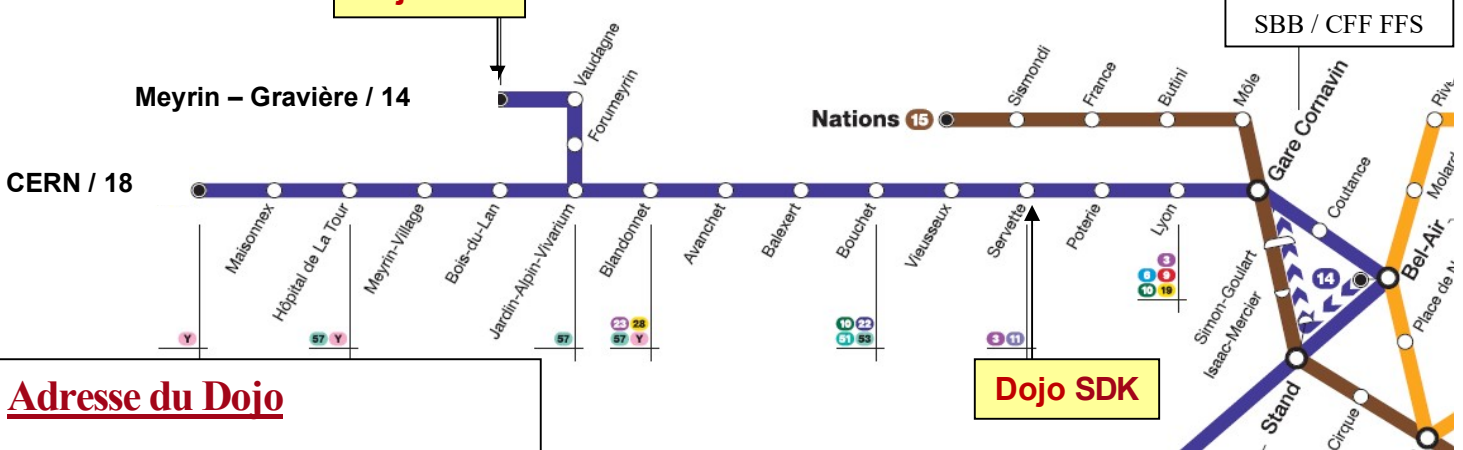 SBB / CFF FFS
Vaudagne
Meyrin – Gravière / 14
Forumeyrin
Nations 15
Sismondi
France
Butini
Môle
Gare Cornavin
CERN / 18
Maisonnex
Hôpital de La Tour
Meyrin-Village
Bois-du-Lan
Jardin-Alpin-Vivarium
Blandonnet
Avanchet
Balexert
Bouchet
Vieusseux
Servette
Poterie
Lyon
Coutance
Bel-Air
14
Simon-Goulart
Isaac-Mercier
Stand
Cirque
Place de
3
8 9
10 19
Y
57 Y
57
23 28
57 Y
10 22
51 53
3 11
Dojo SDK
Adresse du Dojo